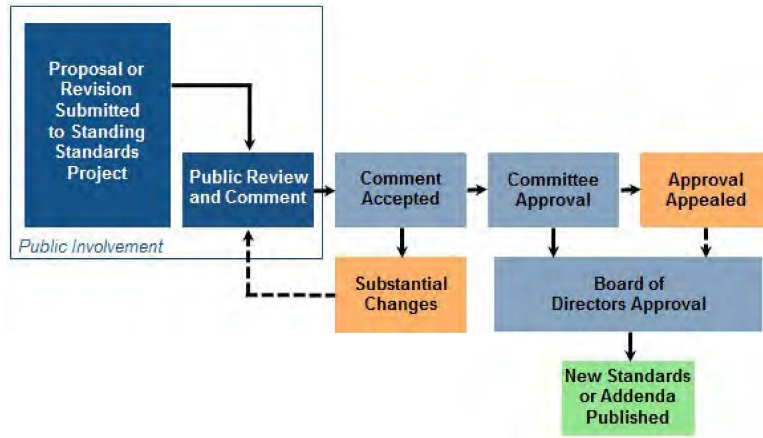 Proposal or
Revision
Submitted
to Standing
Standards
Project
Public Review
and Comment
Public Involvement
Comment
Accepted
Committee
Approval
Approval
Appealed
Substantial
Changes
Board of
Directors Approval
New Standards
or Addenda
Published